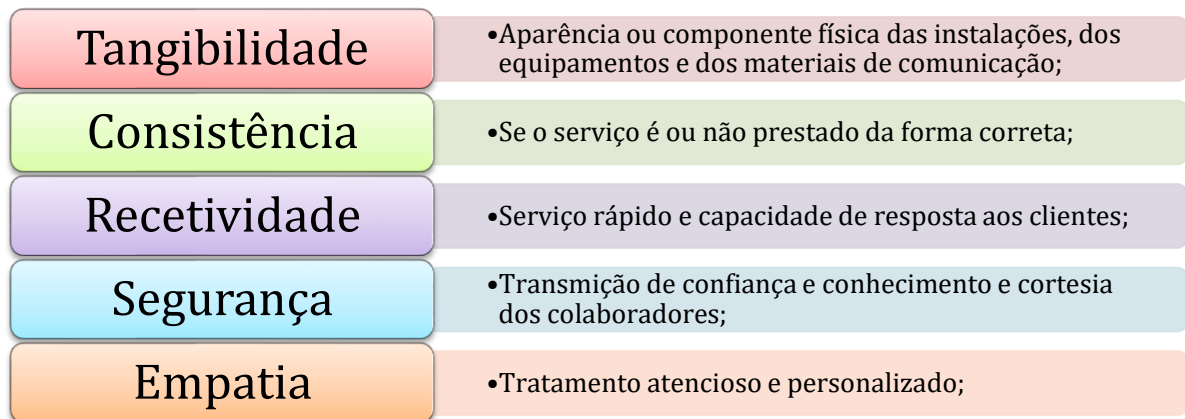 Tangibilidade
•Aparência ou componente física das instalações, dos
equipamentos e dos materiais de comunicação;
Consistência
•Se o serviço é ou não prestado da forma correta;
Recetividade
•Serviço rápido e capacidade de resposta aos clientes;
Segurança
•Transmição de confiança e conhecimento e cortesia
dos colaboradores;
Empatia
•Tratamento atencioso e personalizado;